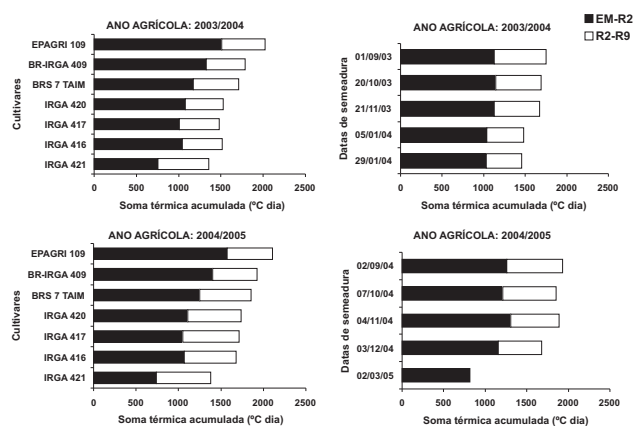 ANO AGRÍCOLA: 2003/2004
Cultivares
EPAGRI 109
BR-IRGA 409
BRS 7 TAIM
IRGA 420
IRGA 417
IRGA 416
IRGA 421
0 500 1000 1500 2000 2500
Soma térmica acumulada (ºC dia)
ANO AGRÍCOLA: 2003/2004
EM-R2
R2-R9
Datas de semeadura
01/09/03
20/10/03
21/11/03
05/01/04
29/01/04
0 500 1000 1500 2000 2500
Soma térmica acumulada (ºC dia)
ANO AGRÍCOLA: 2004/2005
Cultivares
EPAGRI 109
BR-IRGA 409
BRS 7 TAIM
IRGA 420
IRGA 417
IRGA 416
IRGA 421
0 500 1000 1500 2000 2500
Soma térmica acumulada (ºC dia)
ANO AGRÍCOLA: 2004/2005
Datas de semeadura
02/09/04
07/10/04
04/11/04
03/12/04
02/03/05
0 500 1000 1500 2000 2500
Soma térmica acumulada (ºC dia)